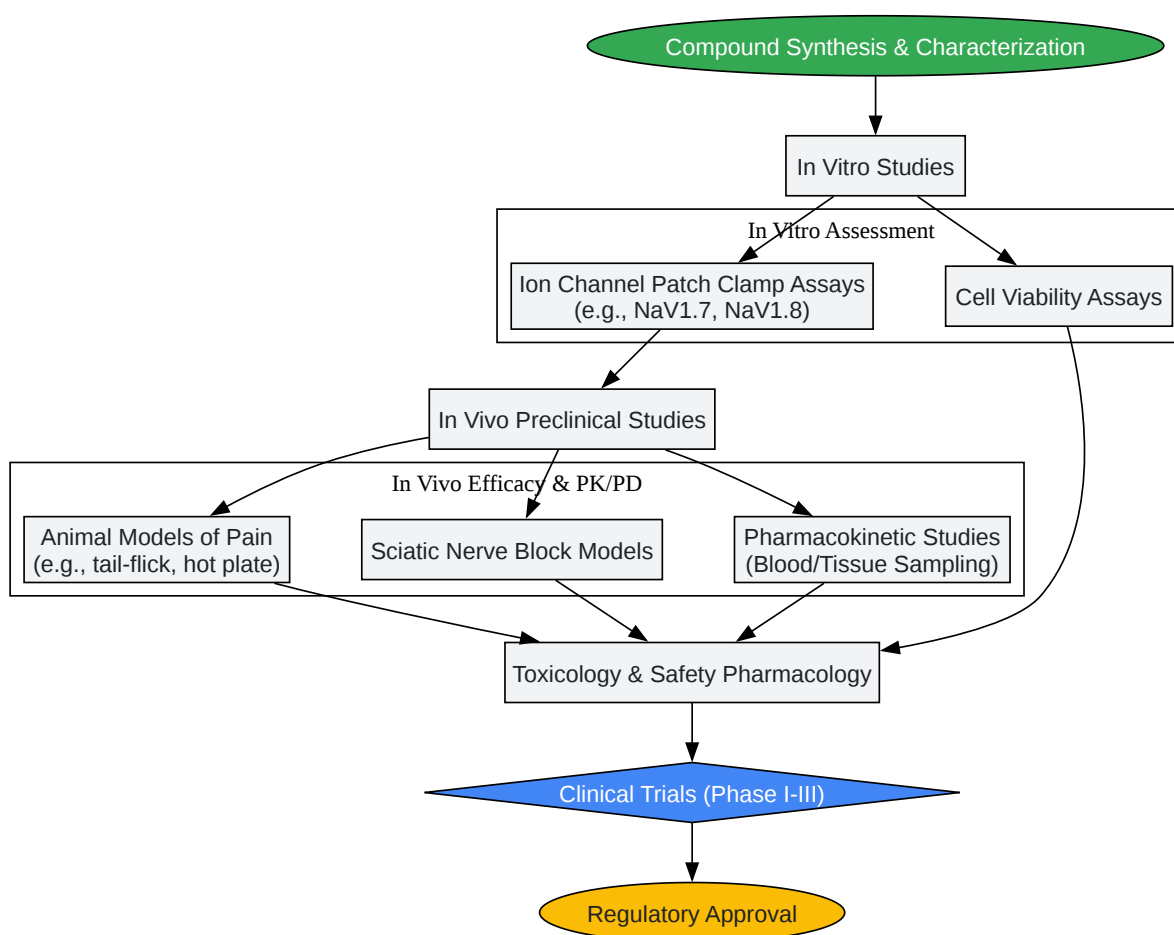 Compound Synthesis & Characterization
In Vitro Studies
In Vitro Assessment
Ion Channel Patch Clamp Assays
(e.g., NaV1.7, NaV1.8)
Cell Viability Assays
In Vivo Preclinical Studies
In Vivo Efficacy & PK/PD
Animal Models of Pain
(e.g., tail-flick, hot plate)
Sciatic Nerve Block Models
Pharmacokinetic Studies
(Blood/Tissue Sampling)
Toxicology & Safety Pharmacology
Clinical Trials (Phase I-III)
Regulatory Approval